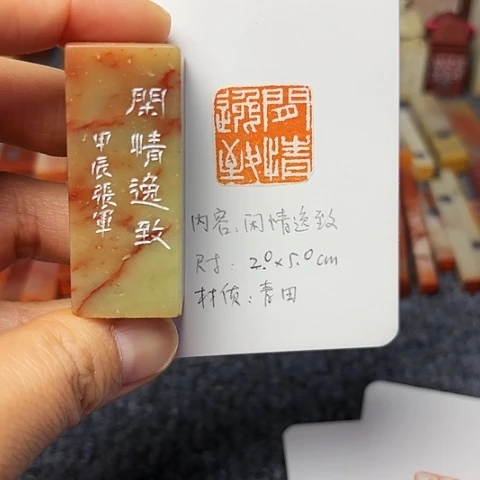 閑情逸致
甲辰張軍
閒情
逸致
内容:闲情逸致
尺寸:2.0×5.0cm
材质:青田